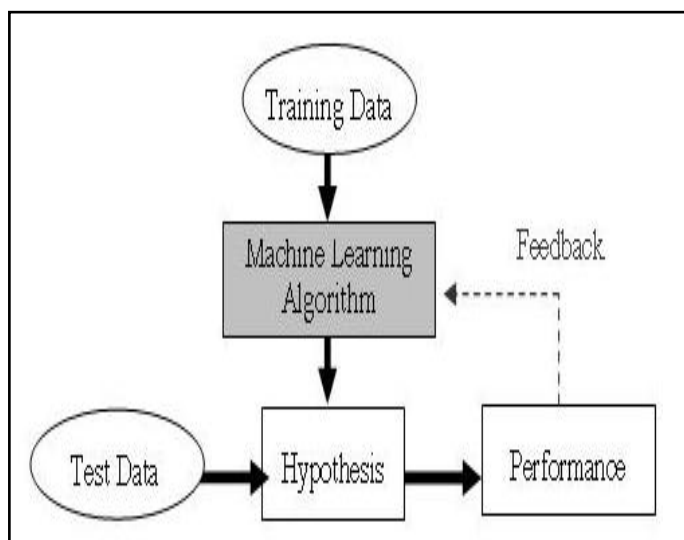 Training Data
Machine Learning
Algorithm
Feedback
Test Data
Hypothesis
Performance